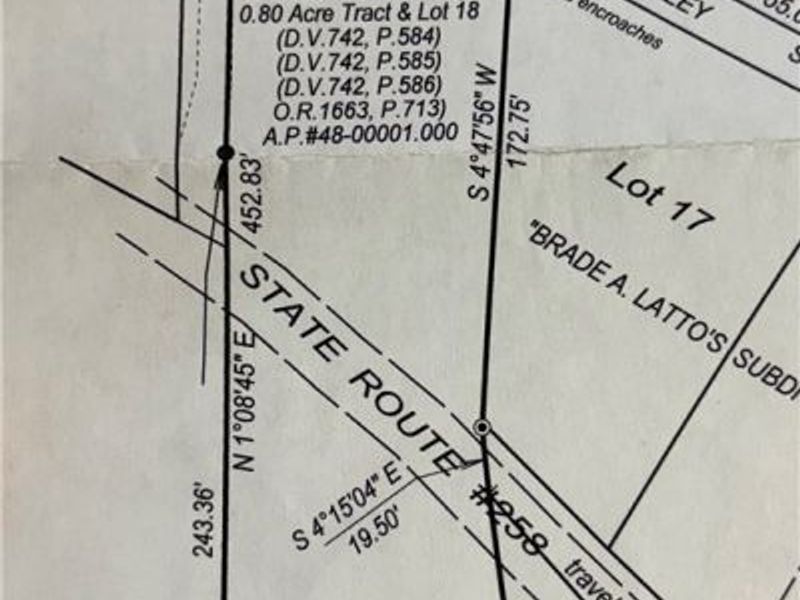 0.80 Acre Tract & Lot 18
(D.V.742, P.584)
(D.V.742, P.585)
(D.V.742, P.586)
O.R.1663, P.713)
A.P.#48-00001.000
encroaches
S 4°47'56" W
172.75'
452.83'
Lot 17
"BRADE A. LATTO'S SUBDI
STATE ROUTE #258
N 1°08'45" E
243.36'
S 4°15'04" E
19.50'
travel